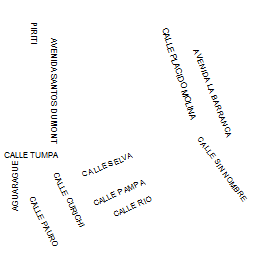 PIRITI
AVENIDA SANTOS DUMONT
CALLE PLACIDO MOLINA
AVENIDA LA BARRANCA
CALLE TUMPA
CALLE SELVA
CALLE SIN NOMBRE
AGUARAGUE
CALLE CURICHI
CALLE PAMPA
CALLE RIO
CALLE PAURO